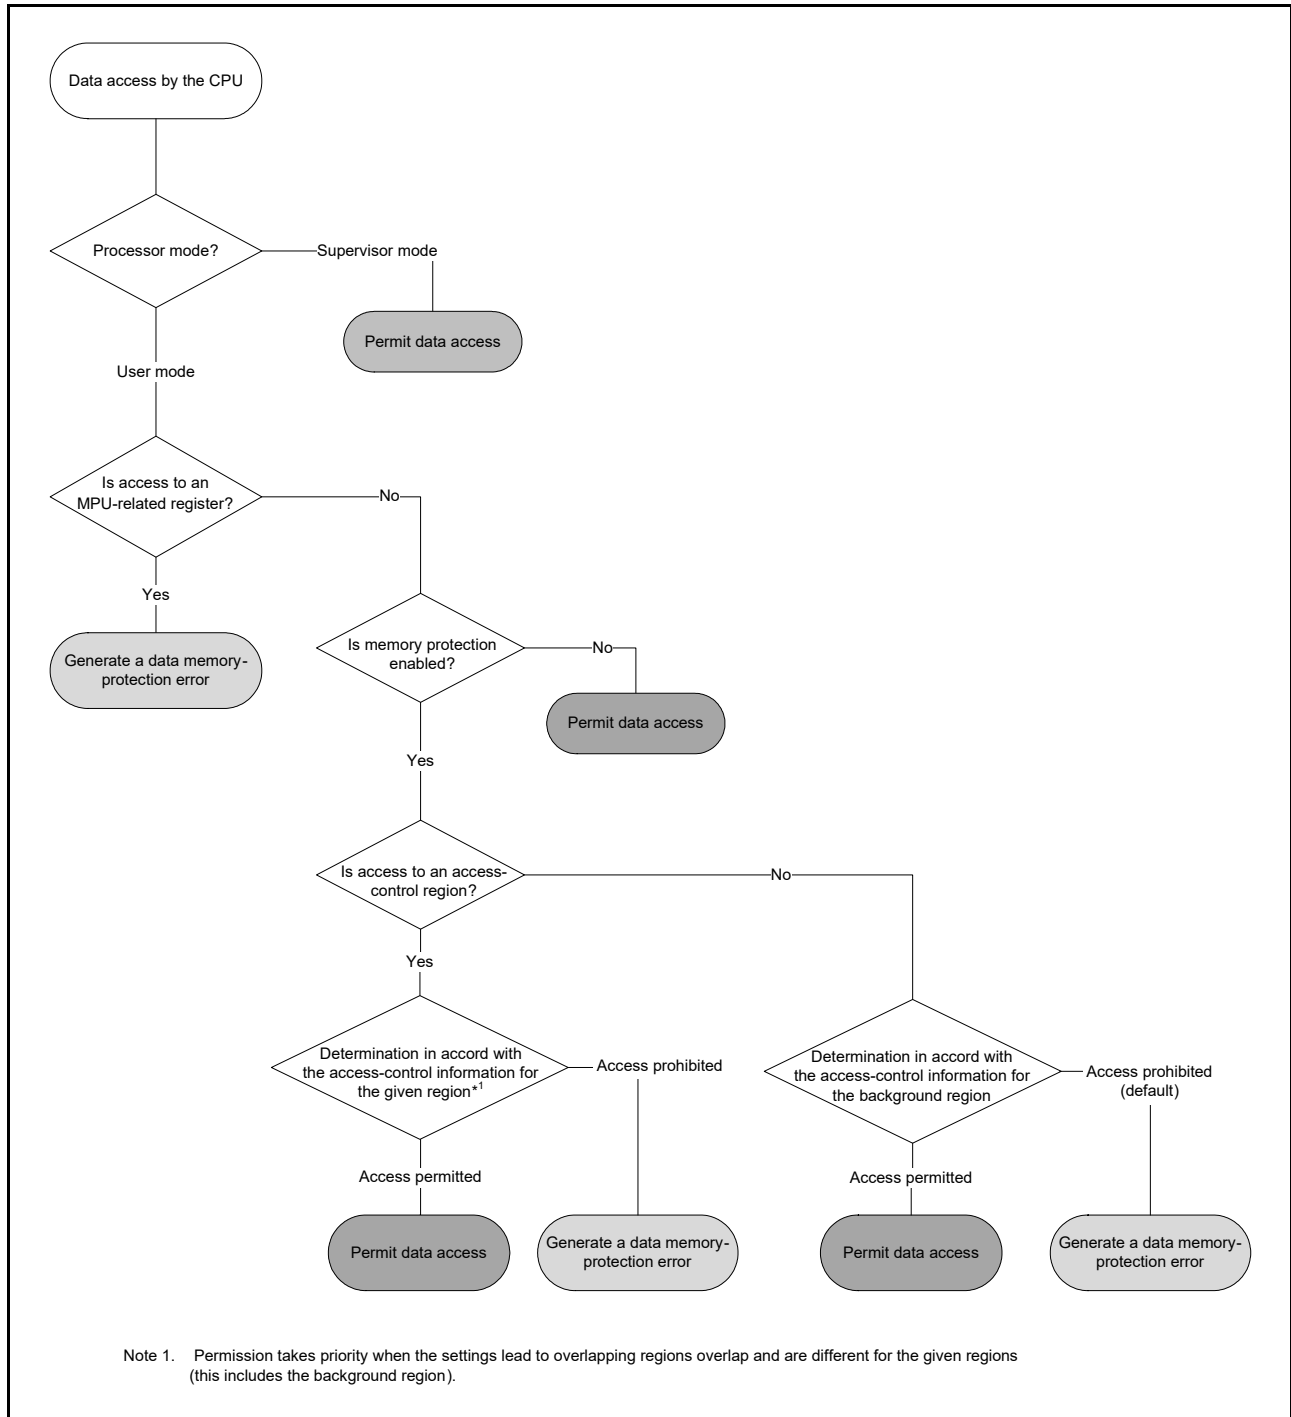 Data access by the CPU
Processor mode?
Supervisor mode
Permit data access
User mode
Is access to an
MPU-related register?
No
Yes
Generate a data memory-
protection error
Is memory protection
enabled?
No
Permit data access
Yes
Is access to an access-
control region?
No
Yes
Determination in accord with
the access-control information for
the given region*1
Access prohibited
Determination in accord with
the access-control information for
the background region
Access prohibited
(default)
Access permitted
Access permitted
Permit data access
Generate a data memory-
protection error
Permit data access
Generate a data memory-
protection error
Note 1. Permission takes priority when the settings lead to overlapping regions overlap and are different for the given regions
(this includes the background region).